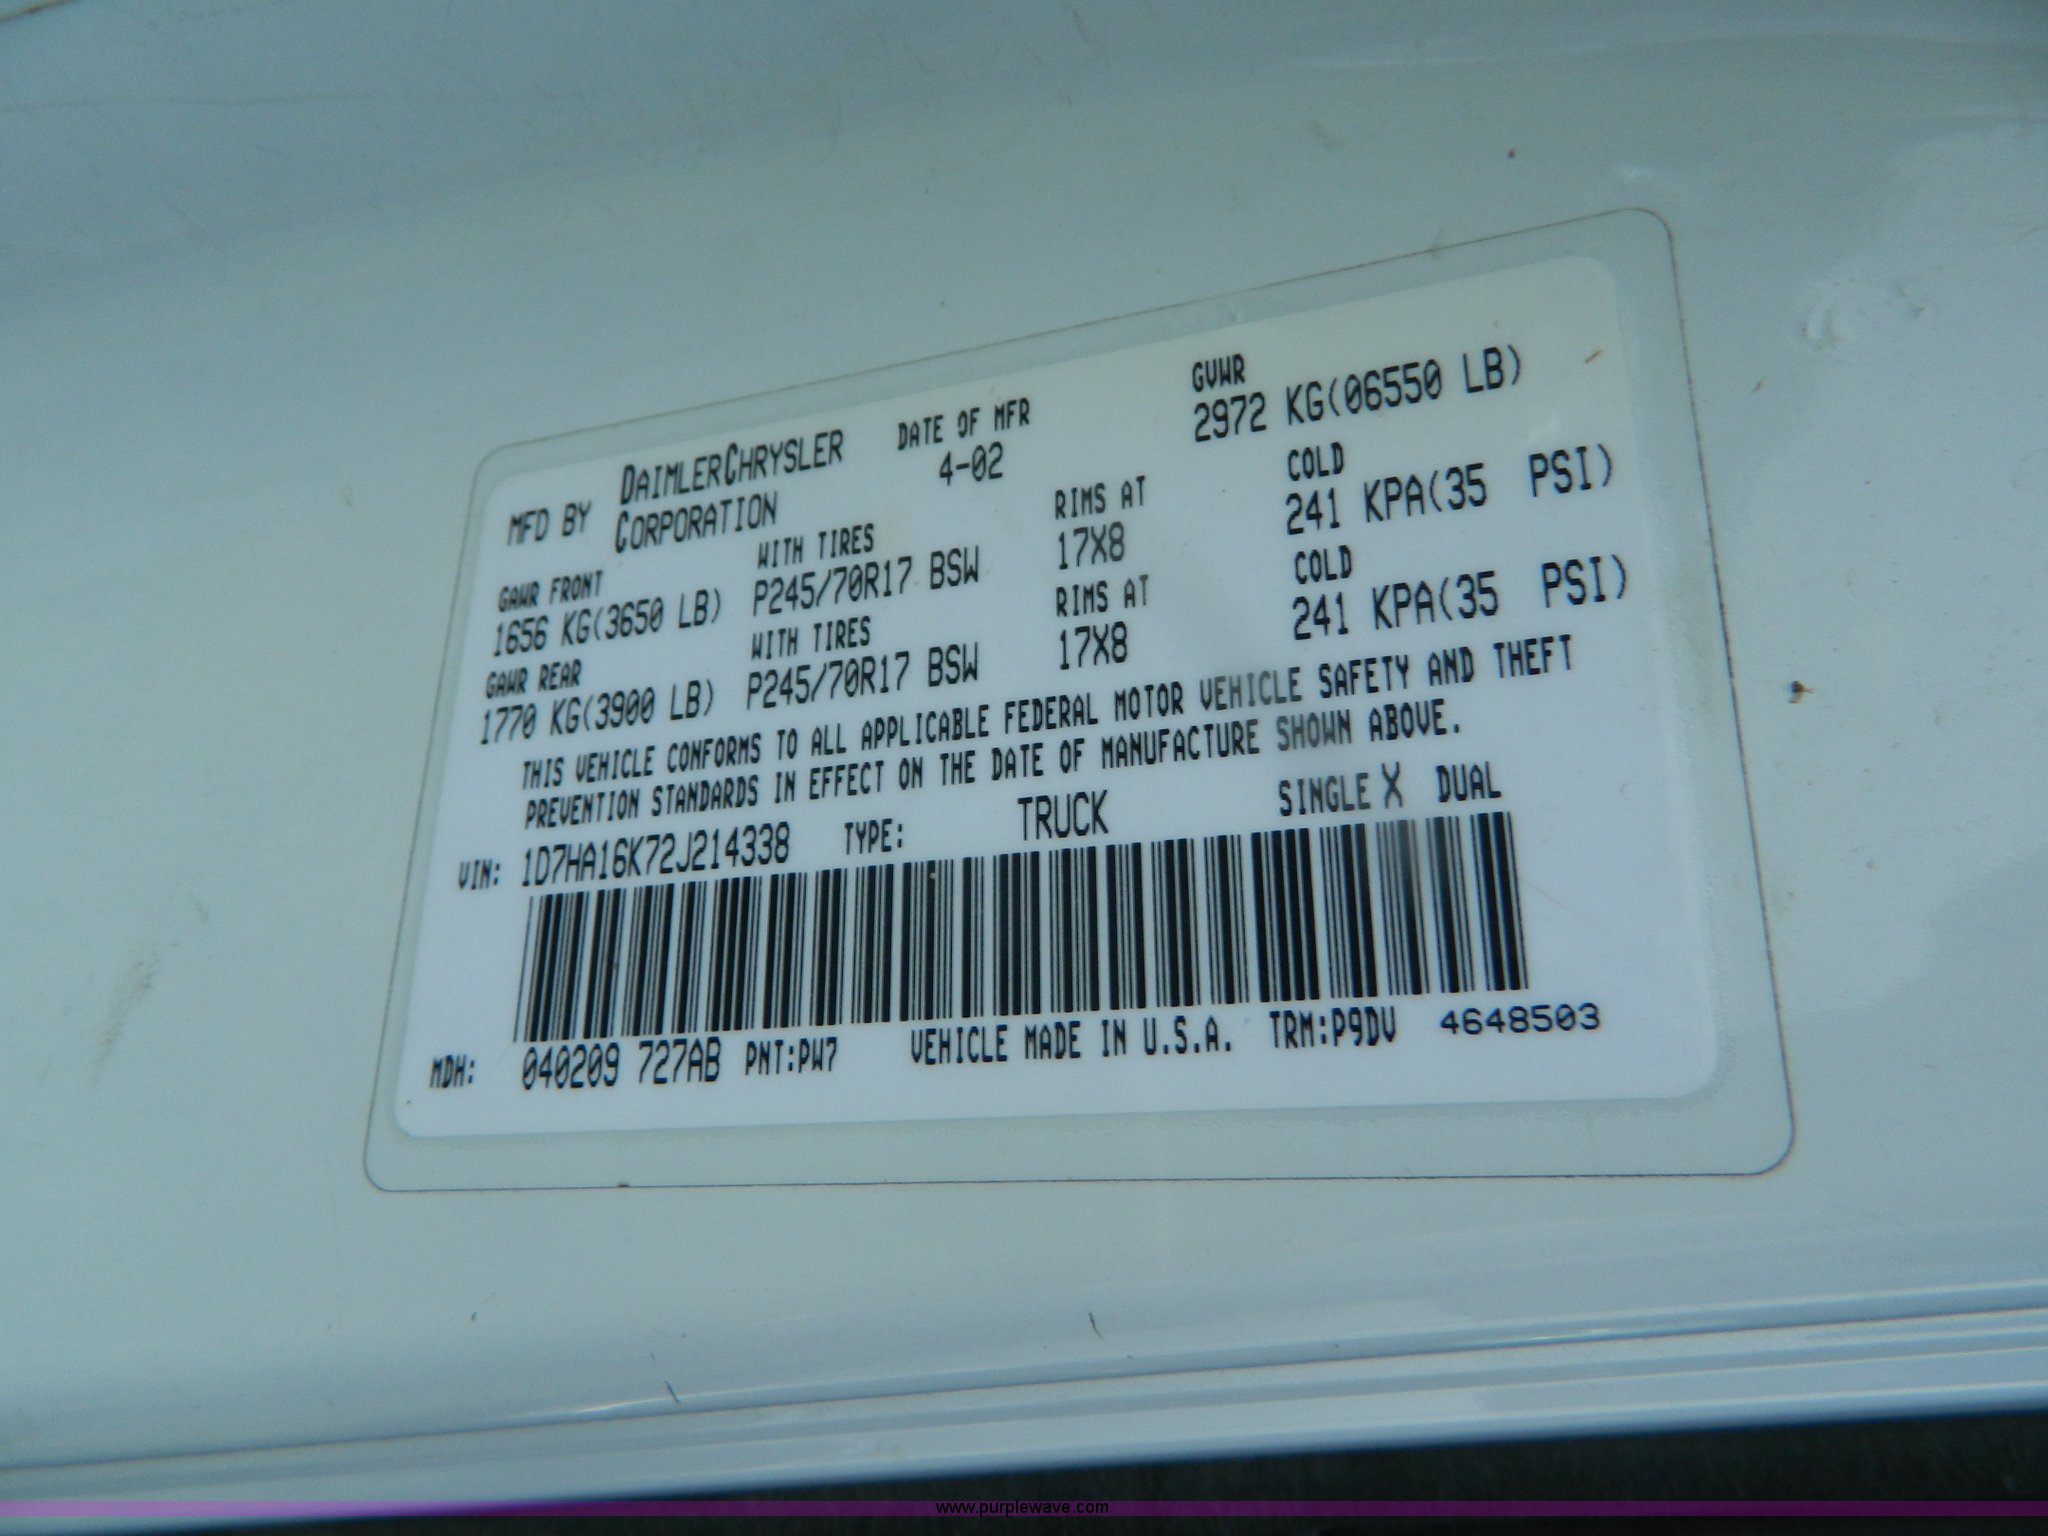 MFD BY DAIMLERCHRYSLER CORPORATION
DATE OF MFR
4-02
GVWR
2972 KG(06550 LB)
GAWR FRONT
1656 KG(3650 LB)
WITH TIRES
P245/70R17 BSW
RIMS AT
17X8
COLD
241 KPA(35 PSI)
GAWR REAR
1770 KG(3900 LB)
WITH TIRES
P245/70R17 BSW
RIMS AT
17X8
COLD
241 KPA(35 PSI)
THIS VEHICLE CONFORMS TO ALL APPLICABLE FEDERAL MOTOR VEHICLE SAFETY AND THEFT
PREVENTION STANDARDS IN EFFECT ON THE DATE OF MANUFACTURE SHOWN ABOVE.
VIN: 1D7HA16K72J214338 TYPE: TRUCK SINGLE X DUAL
MDH: 040209 727AB PNT:PW7 VEHICLE MADE IN U.S.A. TRM:P9DV 4648503
www.purplewave.com